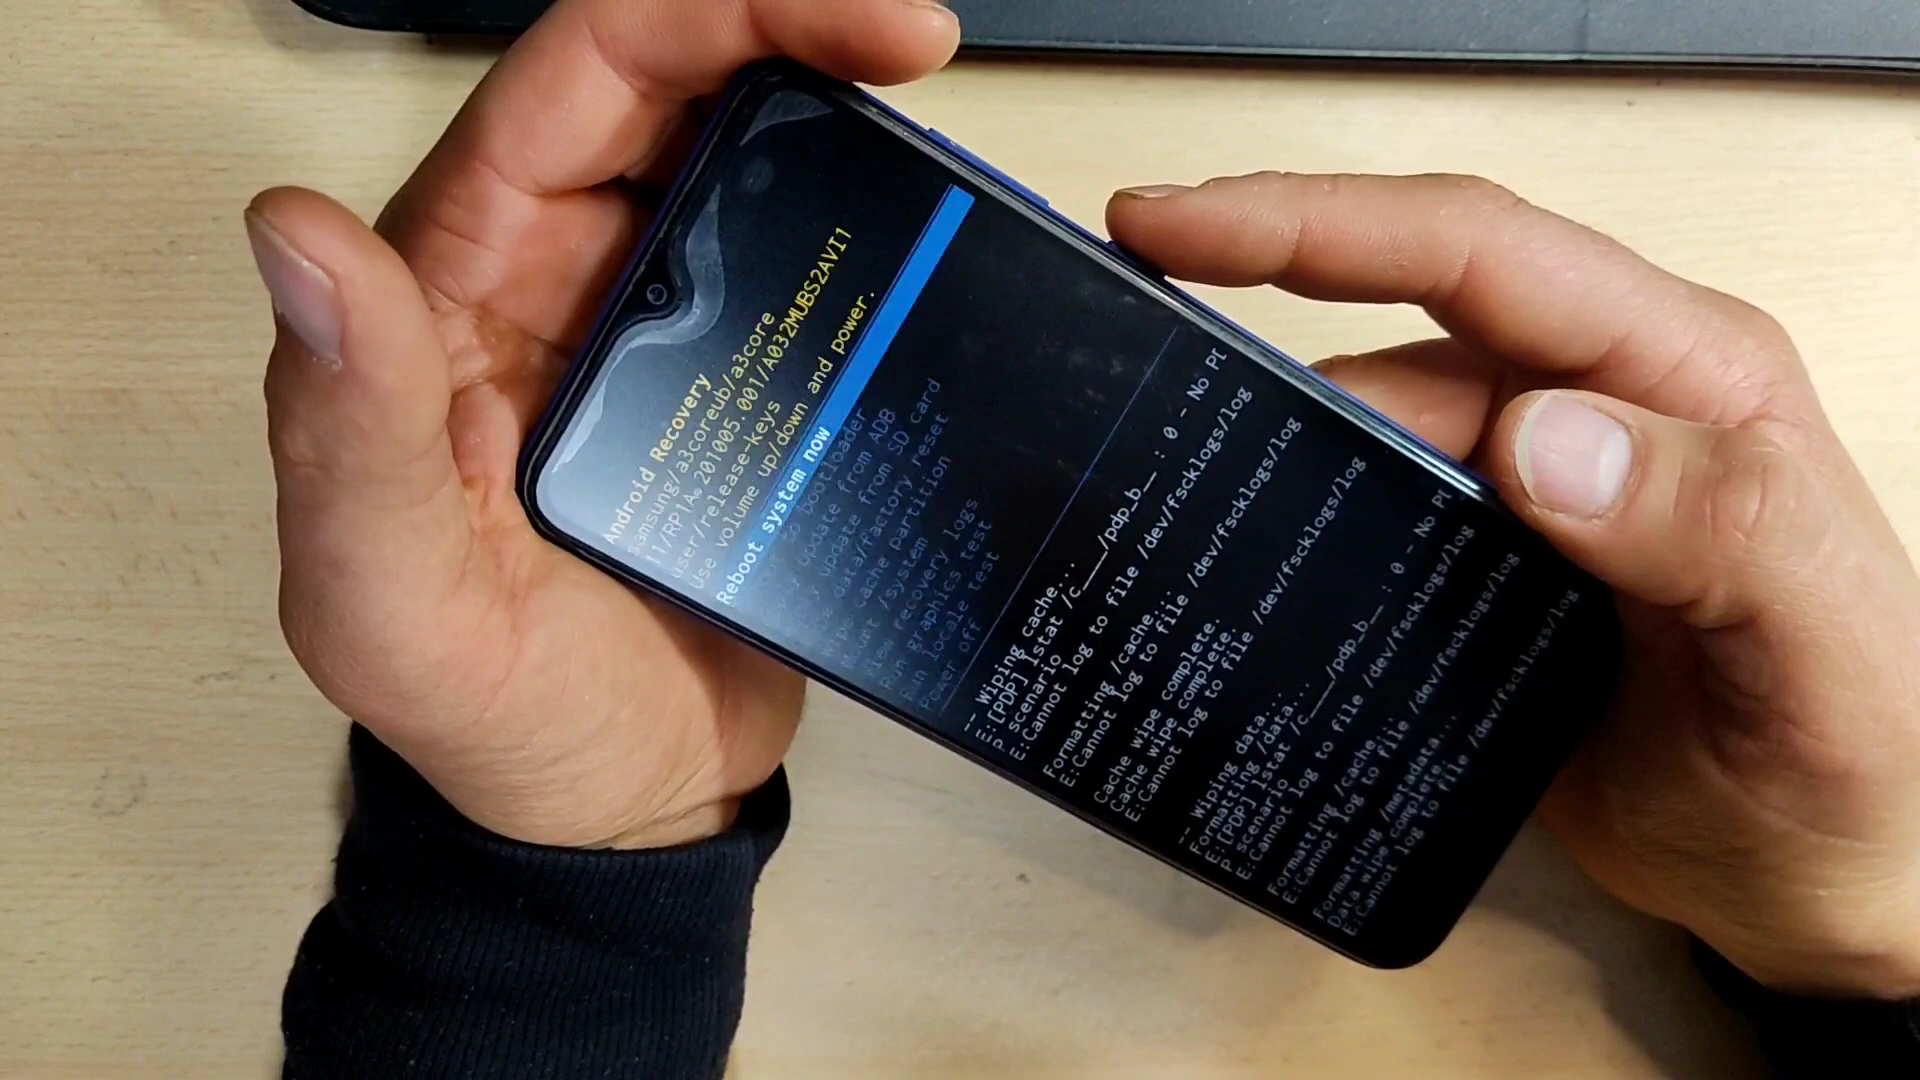 Android Recovery
samsung/a3coreub/a3core
11/RP1A.201005.001/A032MUBS2AVI1
user/release-keys
Use volume up/down and power.
Reboot system now
to bootloader
update from ADB
update from SD card
data/factory reset
Wipe cache partition
Mount /system
View recovery logs
Run graphics test
Run locale test
Power off
-- Wiping cache...
E:[PDP] lstat /c____/pdp_b__ : 0 - No PD
P scenario
E:Cannot log to file /dev/fscklogs/log
Formatting /cache...
E:Cannot log to file /dev/fscklogs/log
Cache wipe complete.
Cache wipe complete.
E:Cannot log to file /dev/fscklogs/log
-- Wiping data...
Formatting /data...
E:[PDP] lstat /c____/pdp_b__ : 0 - No PD
P scenario
E:Cannot log to file /dev/fscklogs/log
Formatting /cache...
E:Cannot log to file /dev/fscklogs/log
Formatting /metadata...
Data wipe complete.
E:Cannot log to file /dev/fscklogs/log